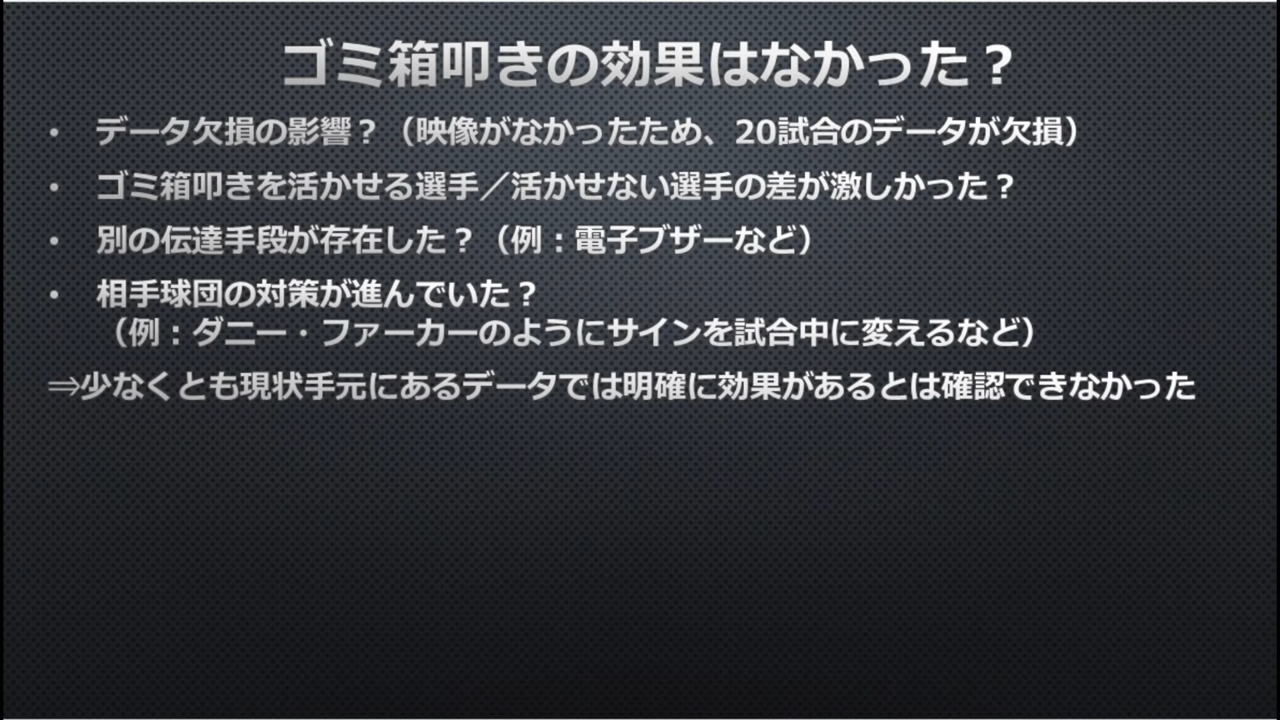 ゴミ箱叩きの効果はなかった？
• データ欠損の影響？（映像がなかったため、20試合のデータが欠損）
• ゴミ箱叩きを活かせる選手／活かせない選手の差が激しかった？
• 別の伝達手段が存在した？（例：電子ブザーなど）
• 相手球団の対策が進んでいた？
（例：ダニー・ファーカーのようにサインを試合中に変えるなど）
⇒少なくとも現状手元にあるデータでは明確に効果があるとは確認できなかった